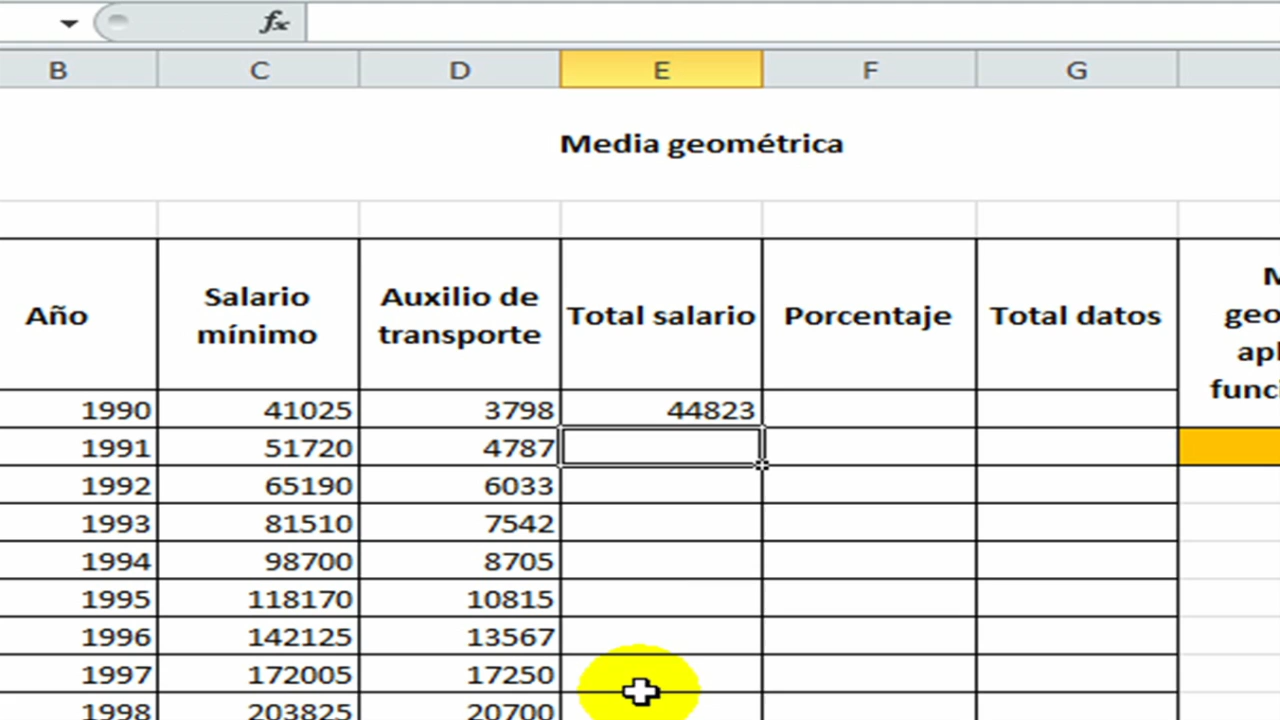 fx
B C D E F G
Media geométrica
Año
Salario
mínimo
Auxilio de
transporte
Total salario
Porcentaje
Total datos
1990 41025 3798 44823
1991 51720 4787
1992 65190 6033
1993 81510 7542
1994 98700 8705
1995 118170 10815
1996 142125 13567
1997 172005 17250
1998 203825 20700